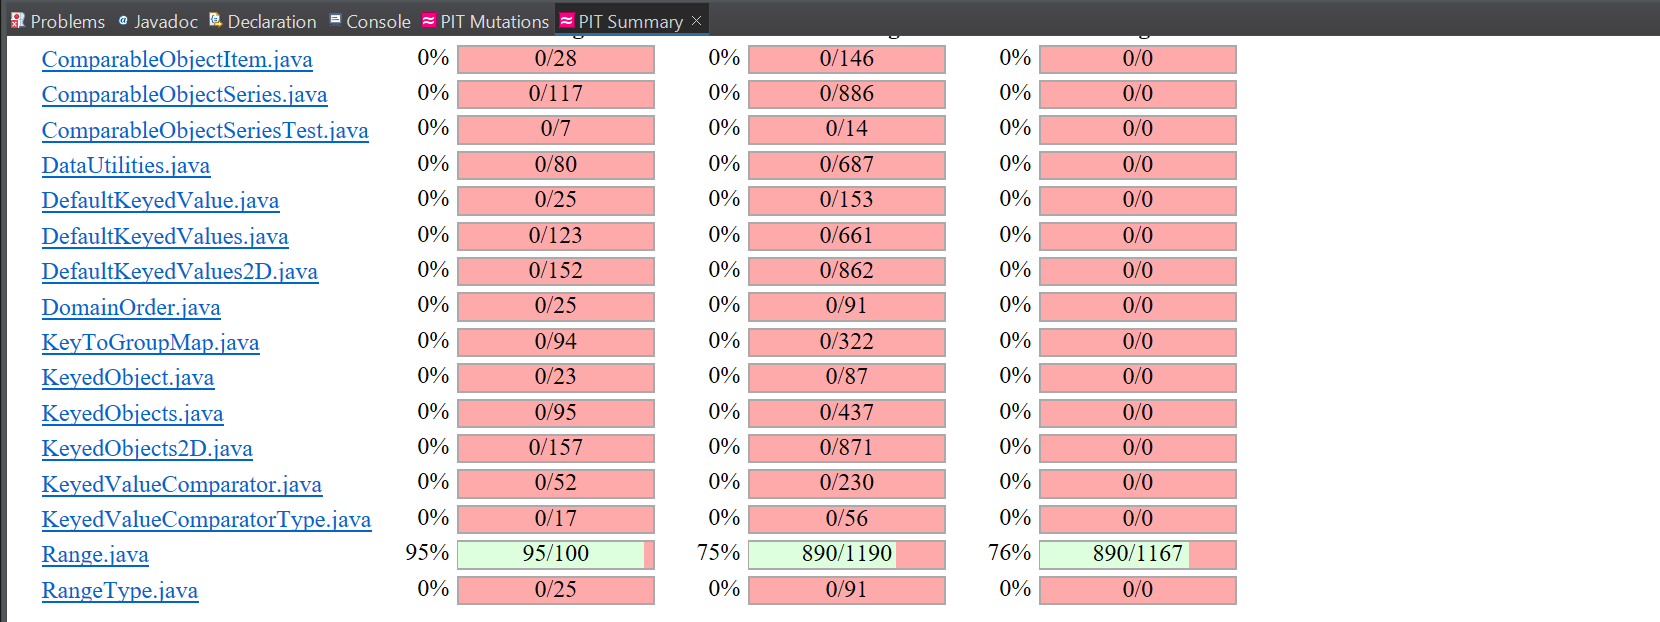 Problems Javadoc Declaration Console PIT Mutations PIT Summary
ComparableObjectItem.java 0% 0/28 0% 0/146 0% 0/0
ComparableObjectSeries.java 0% 0/117 0% 0/886 0% 0/0
ComparableObjectSeriesTest.java 0% 0/7 0% 0/14 0% 0/0
DataUtilities.java 0% 0/80 0% 0/687 0% 0/0
DefaultKeyedValue.java 0% 0/25 0% 0/153 0% 0/0
DefaultKeyedValues.java 0% 0/123 0% 0/661 0% 0/0
DefaultKeyedValues2D.java 0% 0/152 0% 0/862 0% 0/0
DomainOrder.java 0% 0/25 0% 0/91 0% 0/0
KeyToGroupMap.java 0% 0/94 0% 0/322 0% 0/0
KeyedObject.java 0% 0/23 0% 0/87 0% 0/0
KeyedObjects.java 0% 0/95 0% 0/437 0% 0/0
KeyedObjects2D.java 0% 0/157 0% 0/871 0% 0/0
KeyedValueComparator.java 0% 0/52 0% 0/230 0% 0/0
KeyedValueComparatorType.java 0% 0/17 0% 0/56 0% 0/0
Range.java 95% 95/100 75% 890/1190 76% 890/1167
RangeType.java 0% 0/25 0% 0/91 0% 0/0